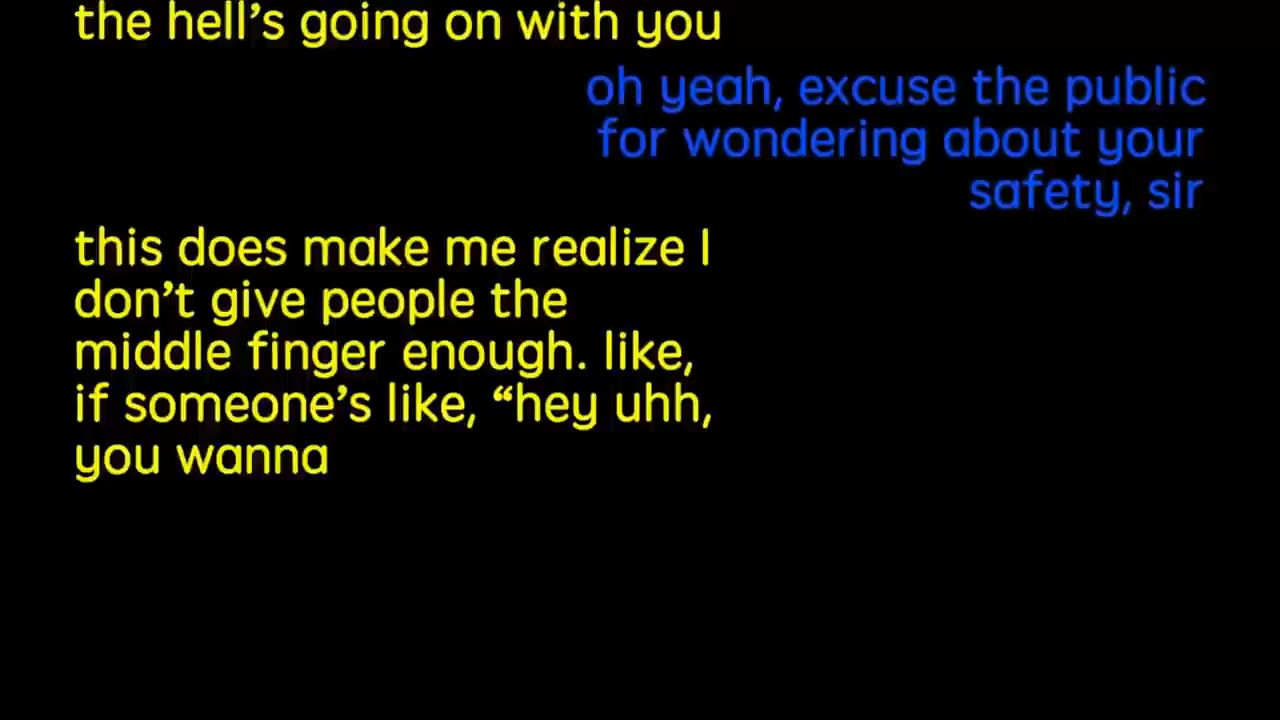 the hell’s going on with you
oh yeah, excuse the public
for wondering about your
safety, sir
this does make me realize I
don’t give people the
middle finger enough. like,
if someone’s like, “hey uhh,
you wanna